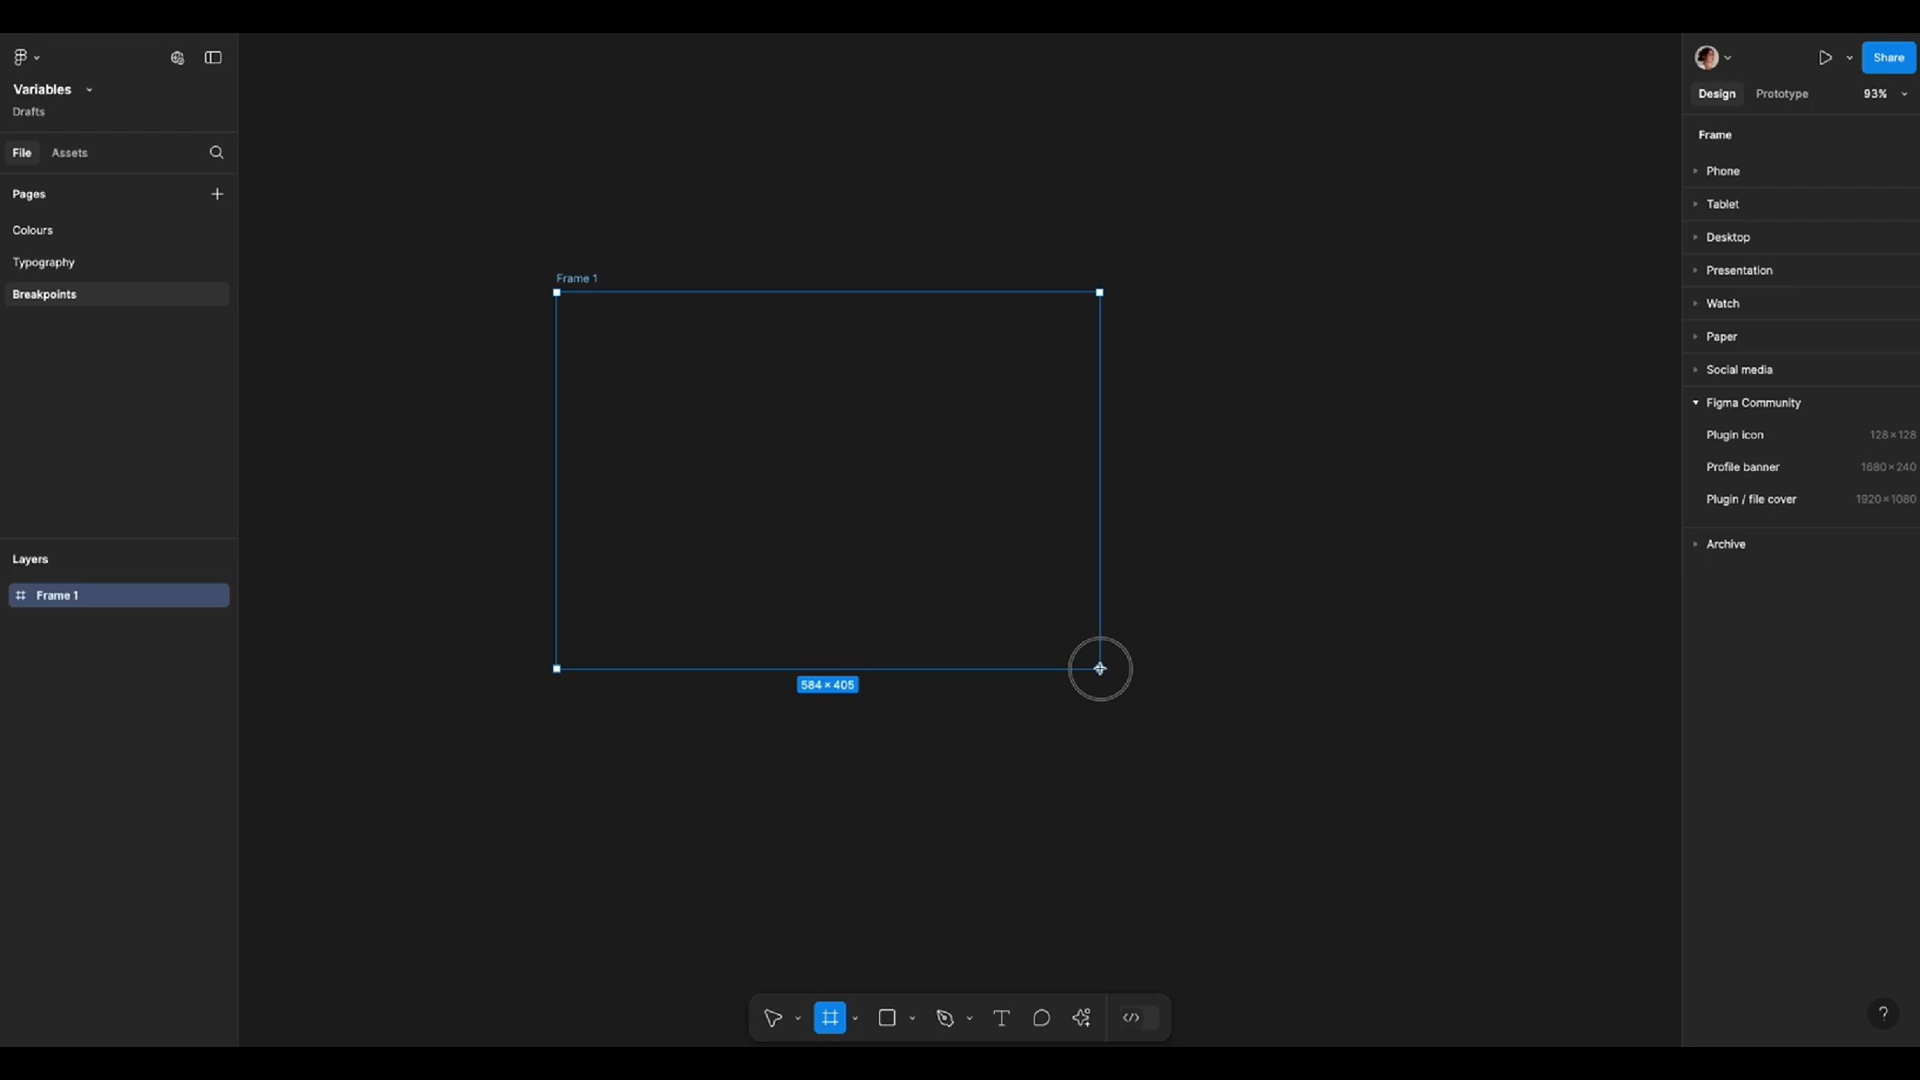 Variables
Drafts
File
Assets
Pages
Colours
Typography
Breakpoints
Layers
Frame 1
Frame 1
584 × 405
Share
Design
Prototype
93%
Frame
Phone
Tablet
Desktop
Presentation
Watch
Paper
Social media
Figma Community
Plugin icon
128×128
Profile banner
1680×240
Plugin / file cover
1920×1080
Archive
?